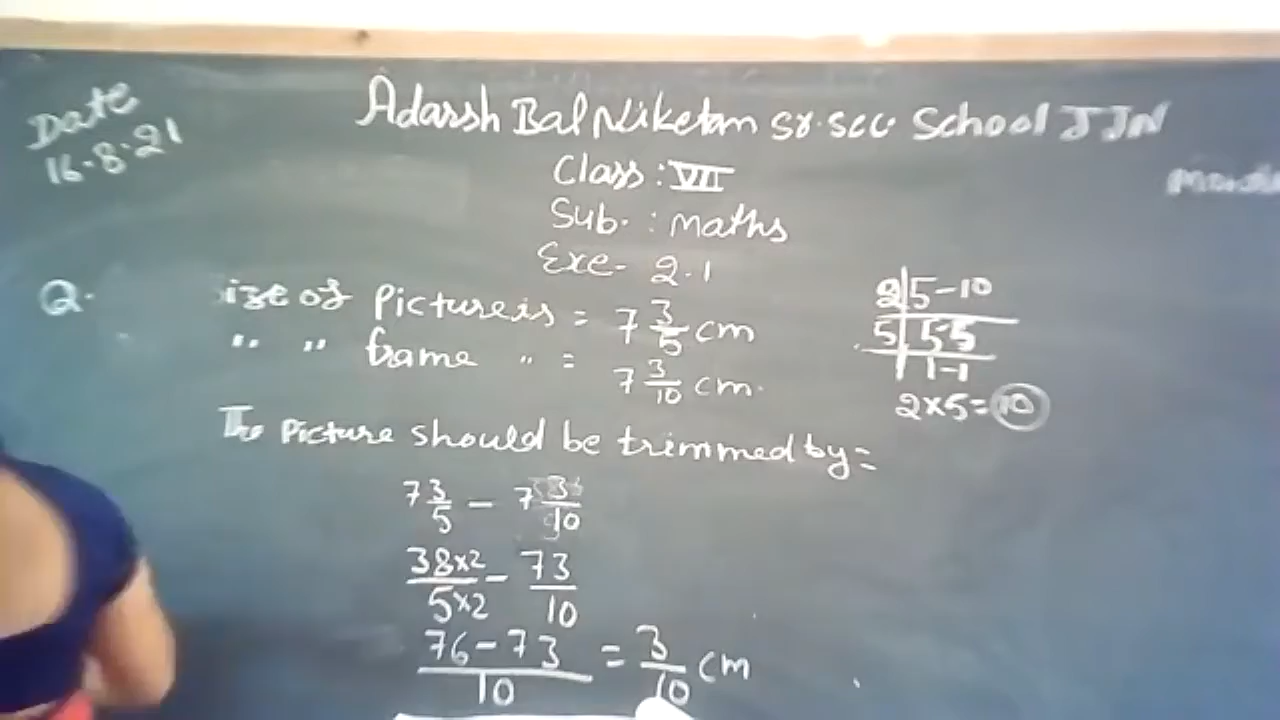 Date
16.8.21
Adarsh Bal Niketan Sr. Sec School JJN
Class : VII
Sub. : Maths
Exe- 2.1
Q. ize of Picture is = 7 3/5 cm
" " frame " = 7 3/10 cm.
The Picture should be trimmed by =
7 3/5 - 7 3/10
38×2/5×2 - 73/10
76-73/10 = 3/10 cm
2|5-10
5|5-5
|1-1
2×5=10